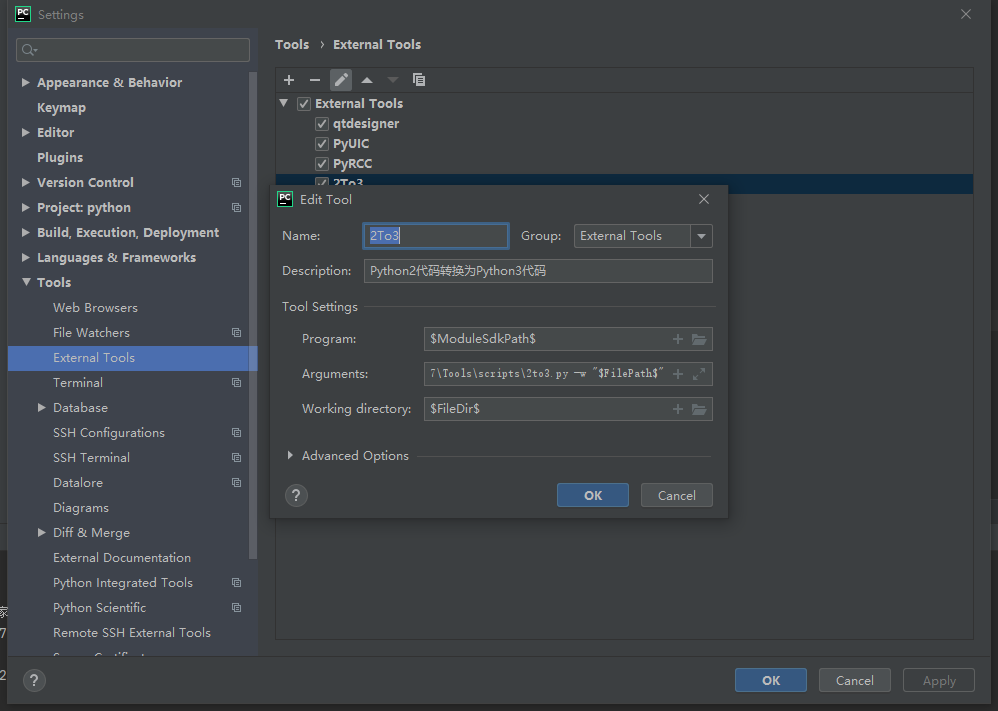 PC Settings
Tools › External Tools
Appearance & Behavior
Keymap
Editor
Plugins
Version Control
Project: python
Build, Execution, Deployment
Languages & Frameworks
Tools
Web Browsers
File Watchers
External Tools
Terminal
Database
SSH Configurations
SSH Terminal
Datalore
Diagrams
Diff & Merge
External Documentation
Python Integrated Tools
Python Scientific
Remote SSH External Tools
External Tools
qtdesigner
PyUIC
PyRCC
2To3
PC Edit Tool
Name: 2To3 Group: External Tools
Description: Python2代码转换为Python3代码
Tool Settings
Program: $ModuleSdkPath$
Arguments: 7\Tools\scripts\2to3.py -w "$FilePath$"
Working directory: $FileDir$
Advanced Options
? OK Cancel
? OK Cancel Apply
家
7
2